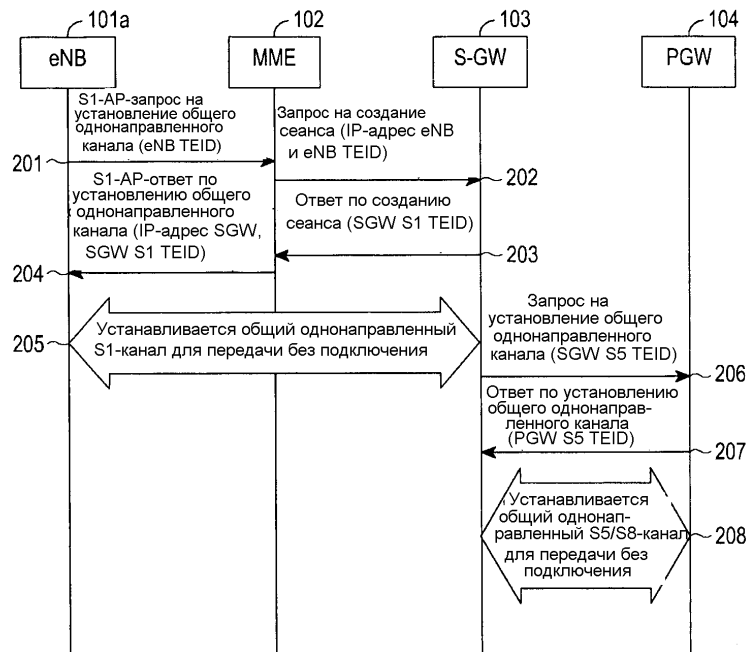 101a
102
103
104
eNB
MME
S-GW
PGW
S1-AP-запрос на
установление общего
однонаправленного
канала (eNB TEID)
201
Запрос на создание
сеанса (IP-адрес eNB
и eNB TEID)
202
S1-AP-ответ по
установлению общего
однонаправленного
канала (IP-адрес SGW,
SGW S1 TEID)
204
Ответ по созданию
сеанса (SGW S1 TEID)
203
205
Устанавливается общий однонаправленный
S1-канал для передачи без подключения
Запрос на
установление общего
однонаправленного
канала (SGW S5 TEID)
206
Ответ по установлению
общего однонаправ-
ленного канала
(PGW S5 TEID)
207
Устанавливается
общий однонап-
равленный S5/S8-канал
для передачи без
подключения
208